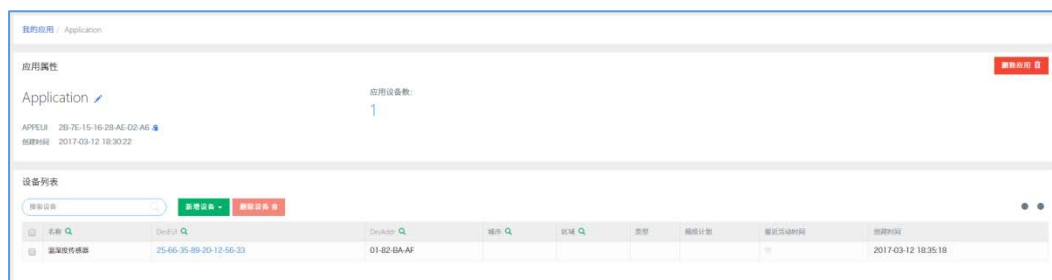 我的应用 / Application
应用属性
删除应用
Application
应用设备数:
1
APPEUI 2B-7E-15-16-28-AE-D2-A6
创建时间 2017-03-12 18:30:22
设备列表
搜索设备 新增设备 删除设备
名称 DevEUI DevAddr 城市 区域 类型 最近活动时间 创建时间
温湿度传感器 25-66-35-89-20-12-56-33 01-82-BA-AF 2017-03-12 18:35:18